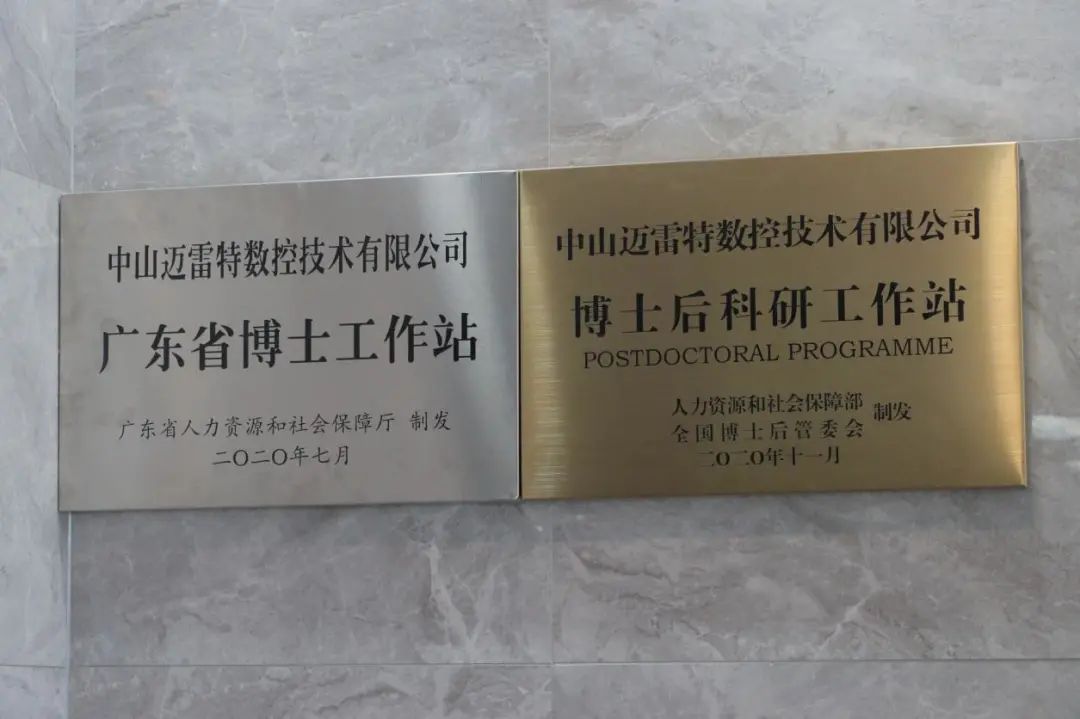 中山迈雷特数控技术有限公司
广东省博士工作站
广东省人力资源和社会保障厅 制发
二〇二〇年七月
中山迈雷特数控技术有限公司
博士后科研工作站
POSTDOCTORAL PROGRAMME
人力资源和社会保障部
全国博士后管委会 制发
二〇二〇年十一月